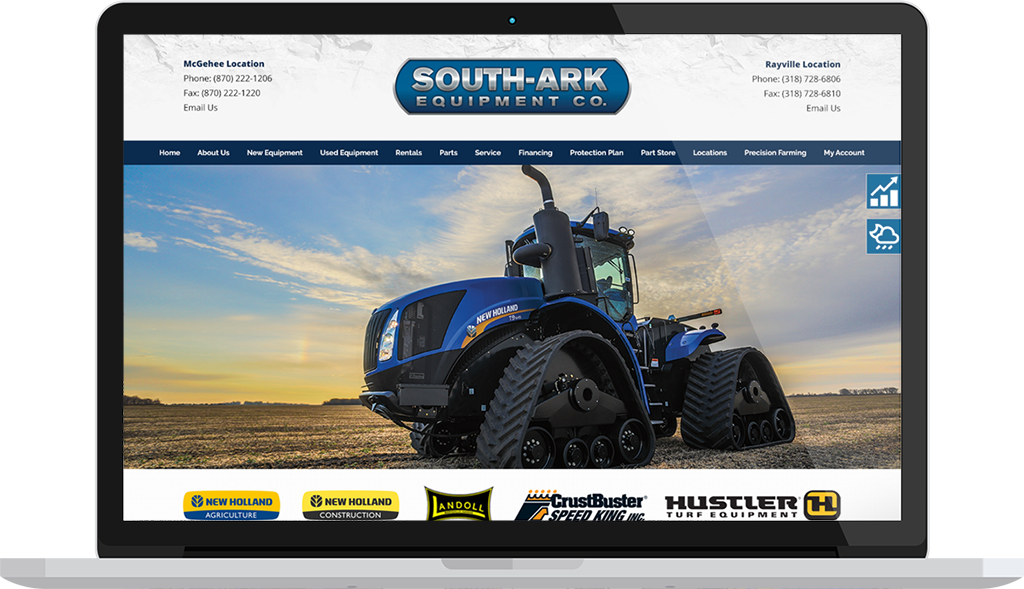 McGehee Location
Phone: (870) 222-1206
Fax: (870) 222-1220
Email Us
SOUTH-ARK
EQUIPMENT CO.
Rayville Location
Phone: (318) 728-6806
Fax: (318) 728-6810
Email Us
Home About Us New Equipment Used Equipment Rentals Parts Service Financing Protection Plan Part Store Locations Precision Farming My Account
NEW HOLLAND
NEW HOLLAND
AGRICULTURE
NEW HOLLAND
CONSTRUCTION
LANDOLL
CrustBuster®
SPEED KING INC.
HUSTLER
TURF EQUIPMENT
H